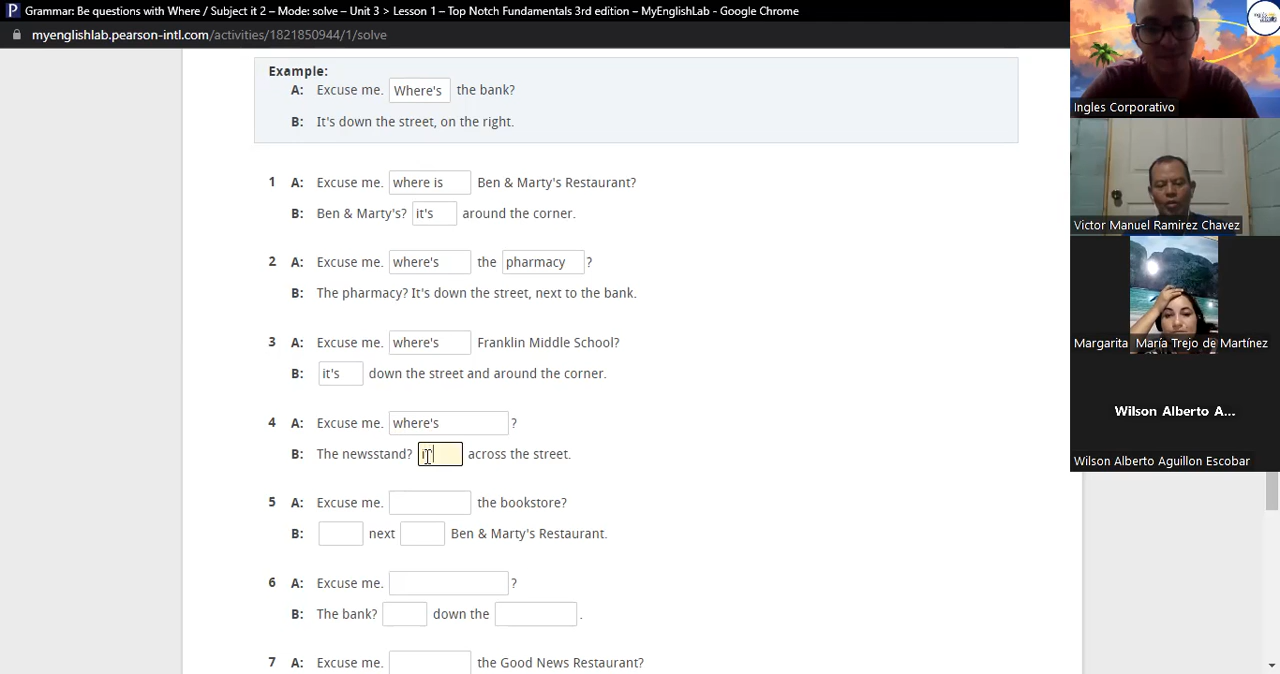 Grammar: Be questions with Where / Subject it 2 – Mode: solve – Unit 3 > Lesson 1 – Top Notch Fundamentals 3rd edition – MyEnglishLab - Google Chrome
myenglishlab.pearson-intl.com/activities/1821850944/1/solve
Example:
A: Excuse me. Where's the bank?
B: It's down the street, on the right.
1 A: Excuse me. where is Ben & Marty's Restaurant?
B: Ben & Marty's? it's around the corner.
2 A: Excuse me. where's the pharmacy ?
B: The pharmacy? It's down the street, next to the bank.
3 A: Excuse me. where's Franklin Middle School?
B: it's down the street and around the corner.
4 A: Excuse me. where's ?
B: The newsstand? across the street.
5 A: Excuse me. the bookstore?
B: next Ben & Marty's Restaurant.
6 A: Excuse me. ?
B: The bank? down the .
7 A: Excuse me. the Good News Restaurant?
Ingles Corporativo
Victor Manuel Ramirez Chavez
Margarita María Trejo de Martínez
Wilson Alberto A...
Wilson Alberto Aguillon Escobar